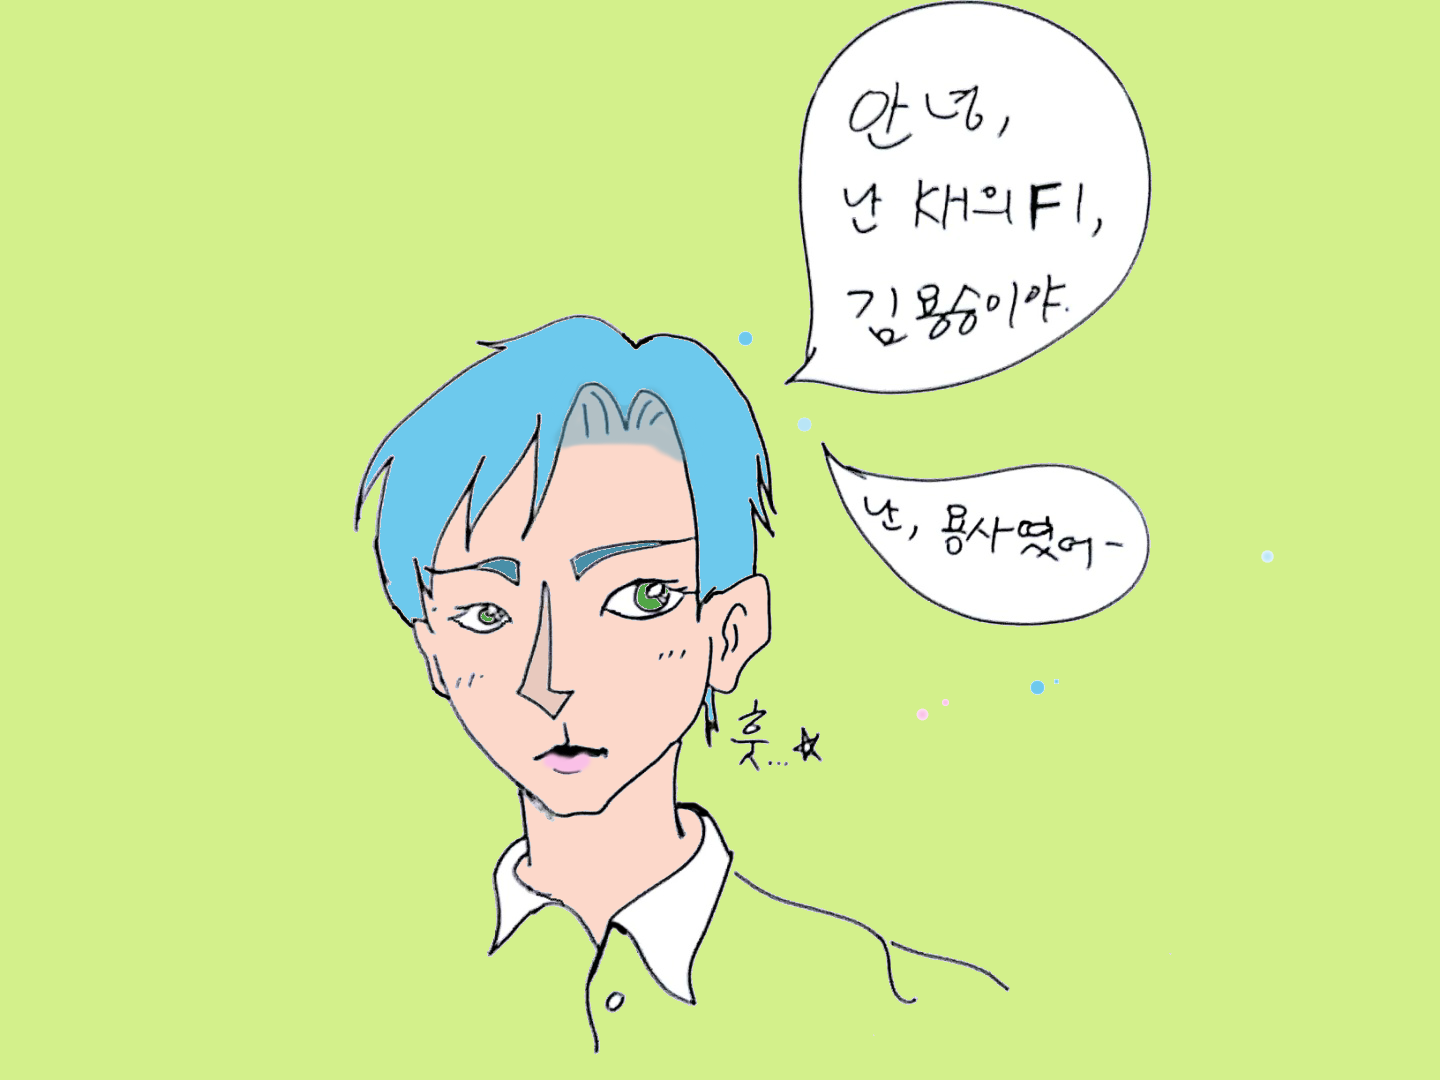 안녕,
난 KH의 F1,
김용승이야.
난, 용사였어-
훗...☆